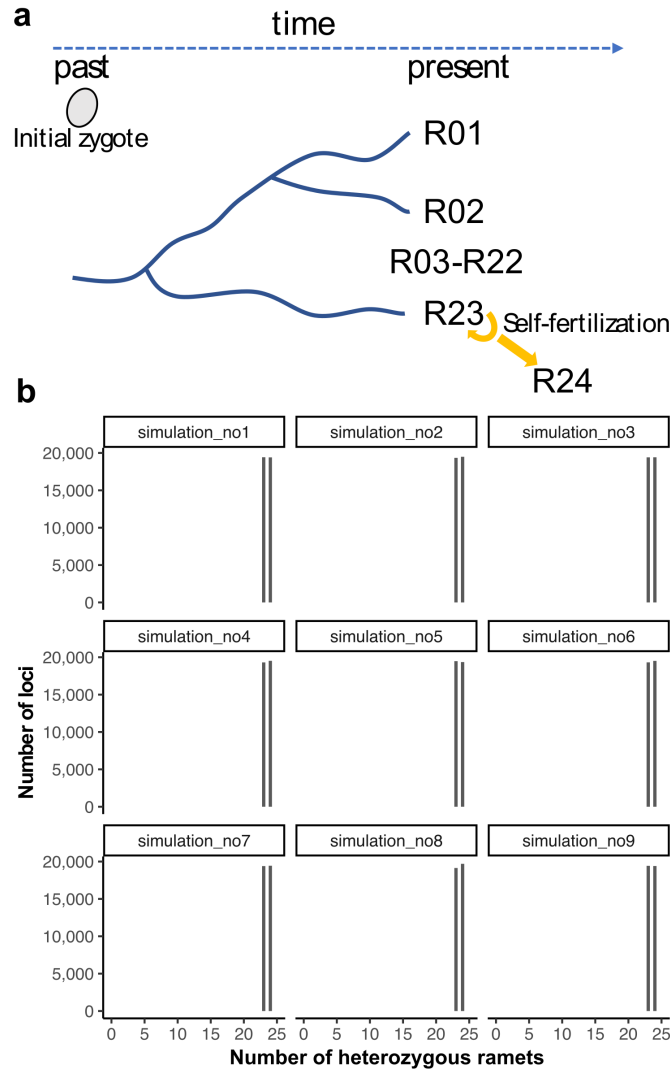 a
time
past
present
Initial zygote
R01
R02
R03-R22
R23
Self-fertilization
R24
b
simulation_no1
simulation_no2
simulation_no3
20,000
15,000
10,000
5,000
0
simulation_no4
simulation_no5
simulation_no6
20,000
15,000
10,000
5,000
0
Number of loci
simulation_no7
simulation_no8
simulation_no9
20,000
15,000
10,000
5,000
0
0 5 10 15 20 25
0 5 10 15 20 25
0 5 10 15 20 25
Number of heterozygous ramets